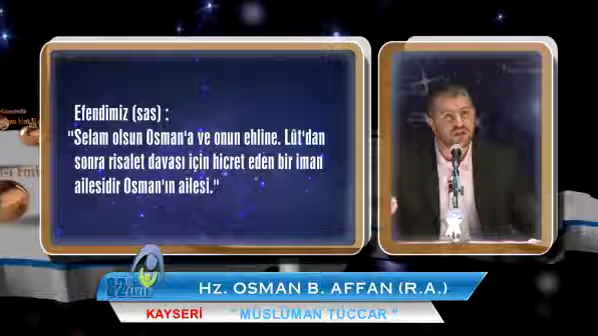 Efendimiz (sas) :
"Selam olsun Osman'a ve onun ehline. Lût'dan
sonra risalet davası için hicret eden bir iman
ailesidir Osman'ın ailesi."
Hz. OSMAN B. AFFAN (R.A.)
KAYSERİ " MÜSLÜMAN TÜCCAR "